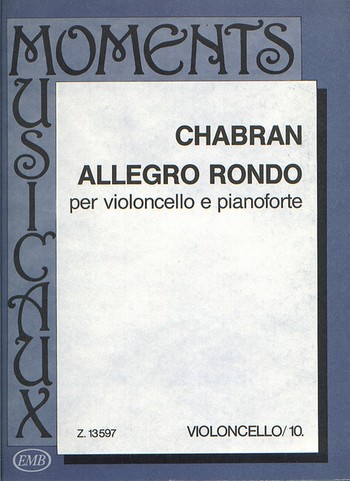 MOMENTS
MUSICAUX
CHABRAN
ALLEGRO RONDO
per violoncello e pianoforte
Z. 13597
VIOLONCELLO/10.
EMB